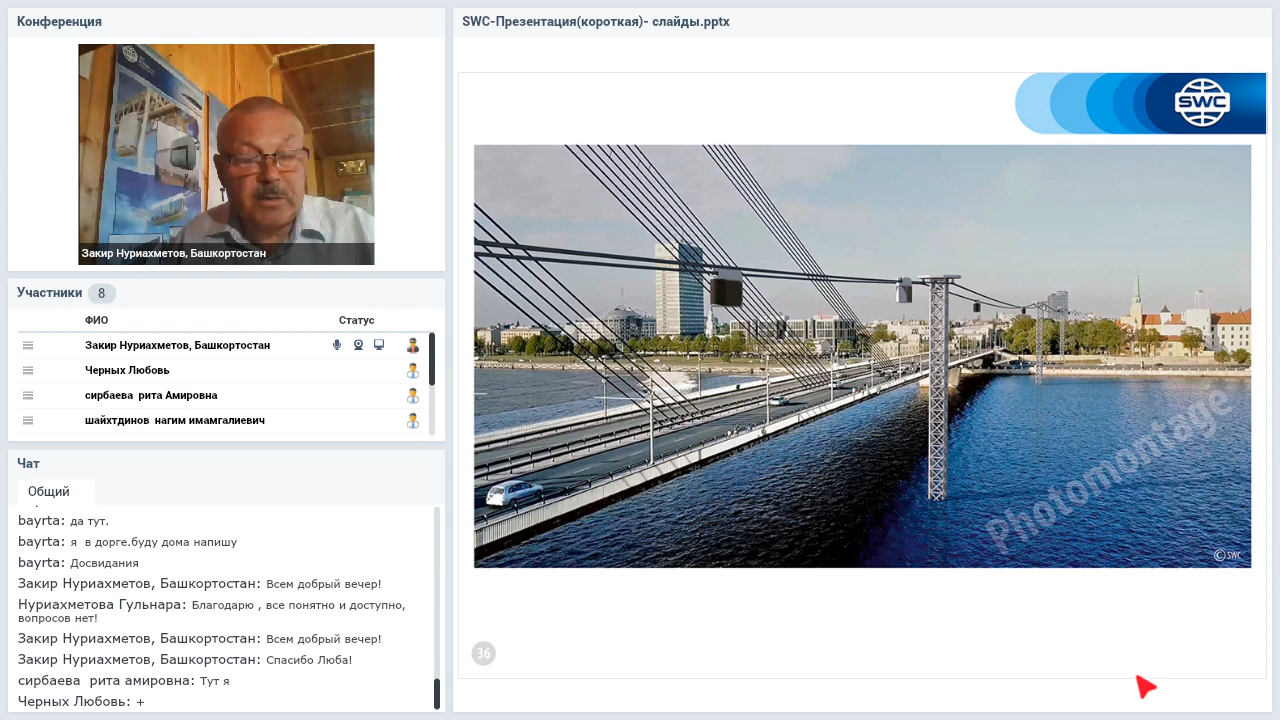 Конференция
Закир Нуриахметов, Башкортостан
Участники 8
ФИО Статус
Закир Нуриахметов, Башкортостан
Черных Любовь
сирбаева рита Амировна
шайхтдинов нагим имамгалиевич
Чат
Общий
bayrta: да тут.
bayrta: я в дорге.буду дома напишу
bayrta: Досвидания
Закир Нуриахметов, Башкортостан: Всем добрый вечер!
Нуриахметова Гульнара: Благодарю , все понятно и доступно,
вопросов нет!
Закир Нуриахметов, Башкортостан: Всем добрый вечер!
Закир Нуриахметов, Башкортостан: Спасибо Люба!
сирбаева рита амировна: Тут я
Черных Любовь: +
SWC-Презентация(короткая)- слайды.pptx
SWC
Photomontage
© SWC
36